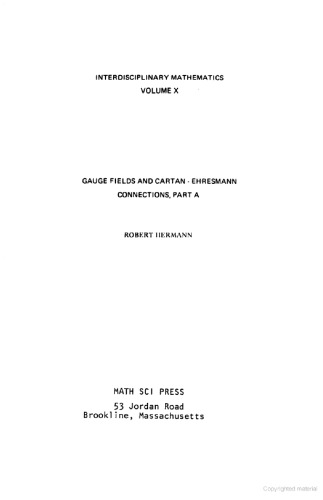 INTERDISCIPLINARY MATHEMATICS
VOLUME X
GAUGE FIELDS AND CARTAN - EHRESMANN
CONNECTIONS, PART A
ROBERT HERMANN
MATH SCI PRESS
53 Jordan Road
Brookline, Massachusetts
Copyrighted material